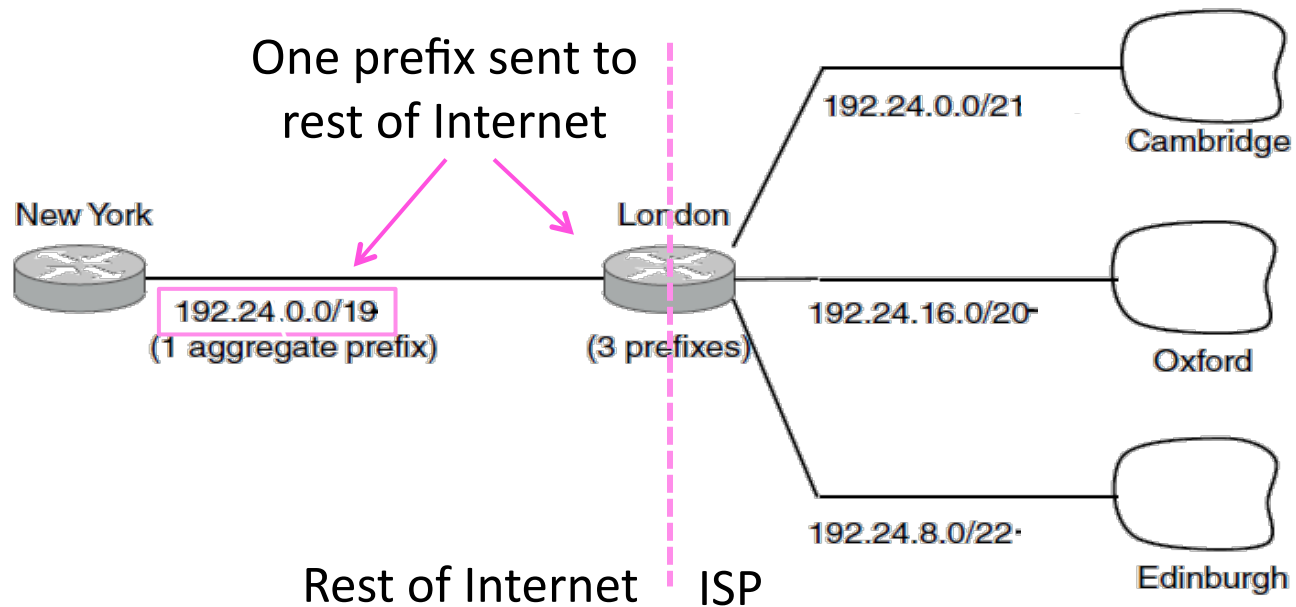 One prefix sent to
rest of Internet
192.24.0.0/21
Cambridge
New York
London
192.24.0.0/19
(1 aggregate prefix)
(3 prefixes)
192.24.16.0/20
Oxford
192.24.8.0/22
Edinburgh
Rest of Internet
ISP